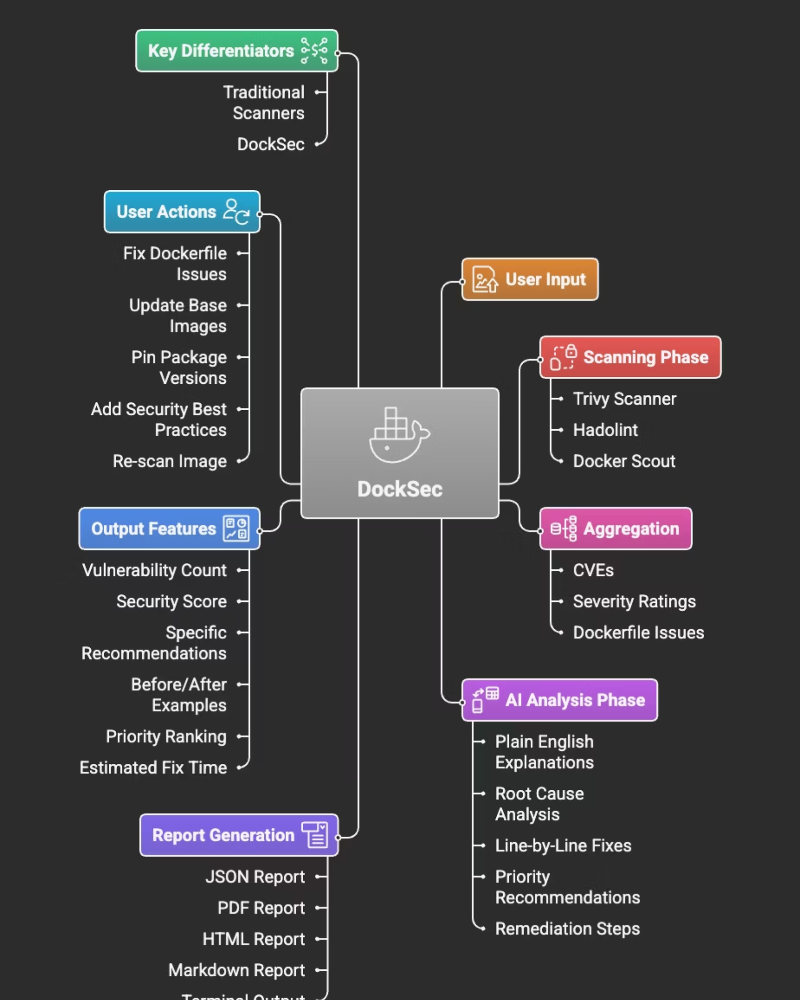 Key Differentiators
Traditional
Scanners
DockSec
User Actions
Fix Dockerfile
Issues
Update Base
Images
Pin Package
Versions
Add Security Best
Practices
Re-scan Image
Output Features
Vulnerability Count
Security Score
Specific
Recommendations
Before/After
Examples
Priority Ranking
Estimated Fix Time
Report Generation
JSON Report
PDF Report
HTML Report
Markdown Report
Terminal Output
DockSec
User Input
Scanning Phase
Trivy Scanner
Hadolint
Docker Scout
Aggregation
CVEs
Severity Ratings
Dockerfile Issues
AI Analysis Phase
Plain English
Explanations
Root Cause
Analysis
Line-by-Line Fixes
Priority
Recommendations
Remediation Steps